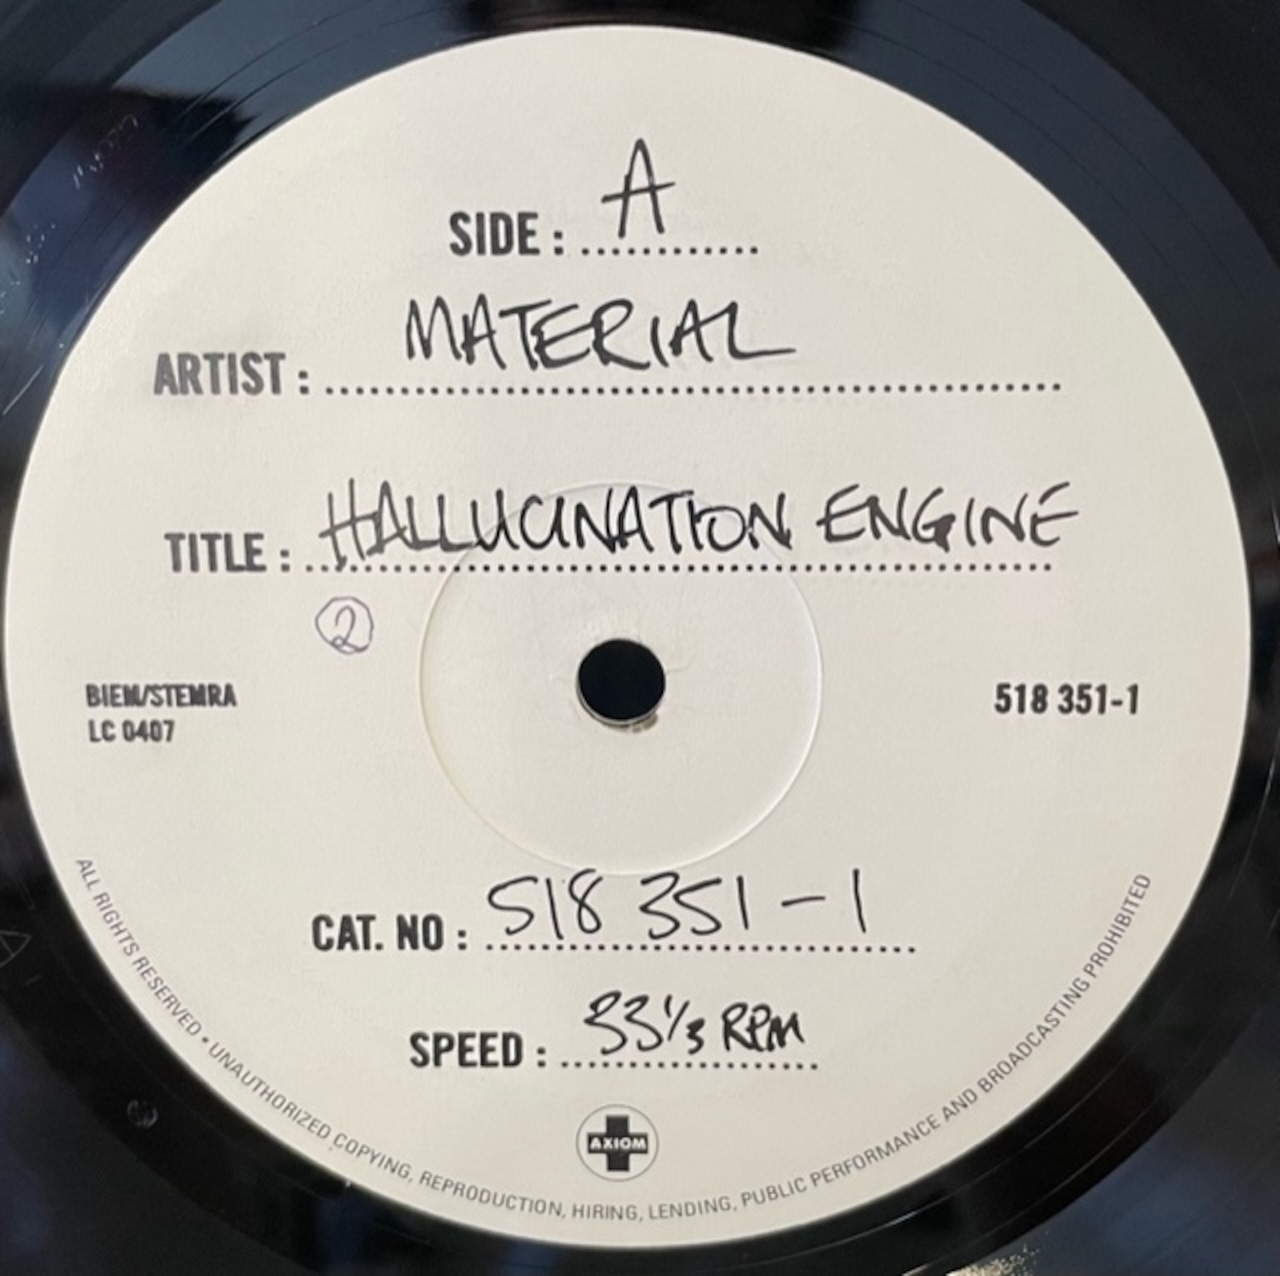 SIDE : A
ARTIST : MATERIAL
TITLE : HALLUCINATION ENGINE
2
BIEM/STEMRA
LC 0407
518 351-1
CAT. NO : 518 351-1
SPEED : 33⅓ RPM
AXIOM
ALL RIGHTS RESERVED • UNAUTHORIZED COPYING, REPRODUCTION, HIRING, LENDING, PUBLIC PERFORMANCE AND BROADCASTING PROHIBITED